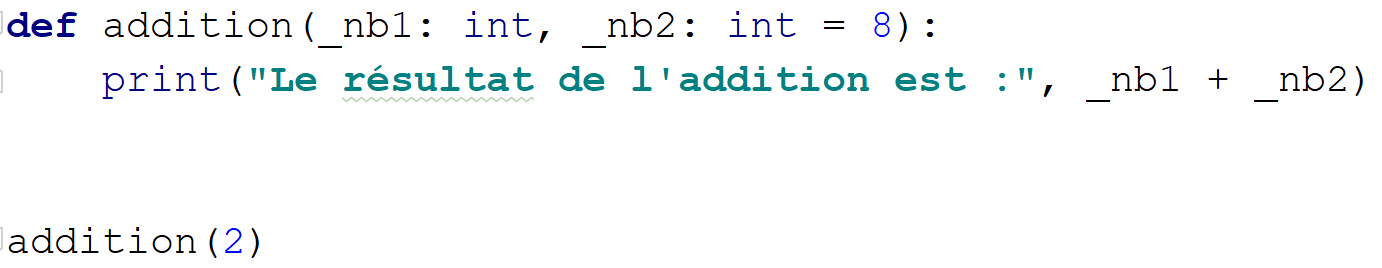 def addition(_nb1: int, _nb2: int = 8):
    print("Le résultat de l'addition est :", _nb1 + _nb2)
addition(2)